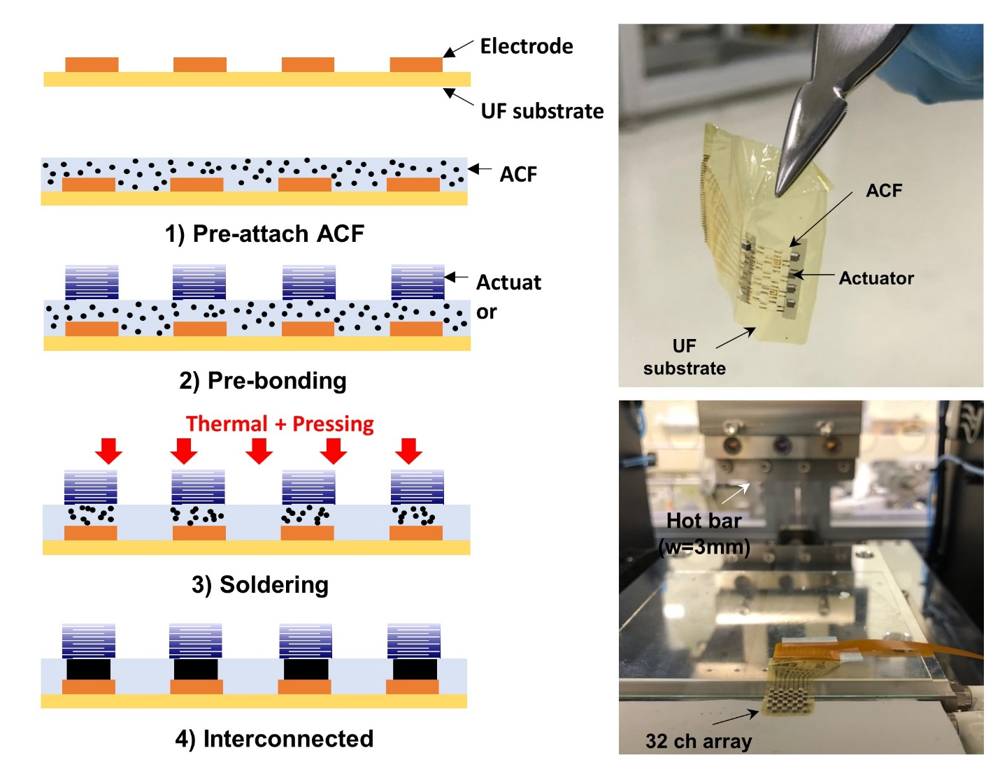 Electrode
UF substrate
ACF
1) Pre-attach ACF
Actuat
or
2) Pre-bonding
Thermal + Pressing
3) Soldering
4) Interconnected
ACF
Actuator
UF
substrate
Hot bar
(w=3mm)
32 ch array